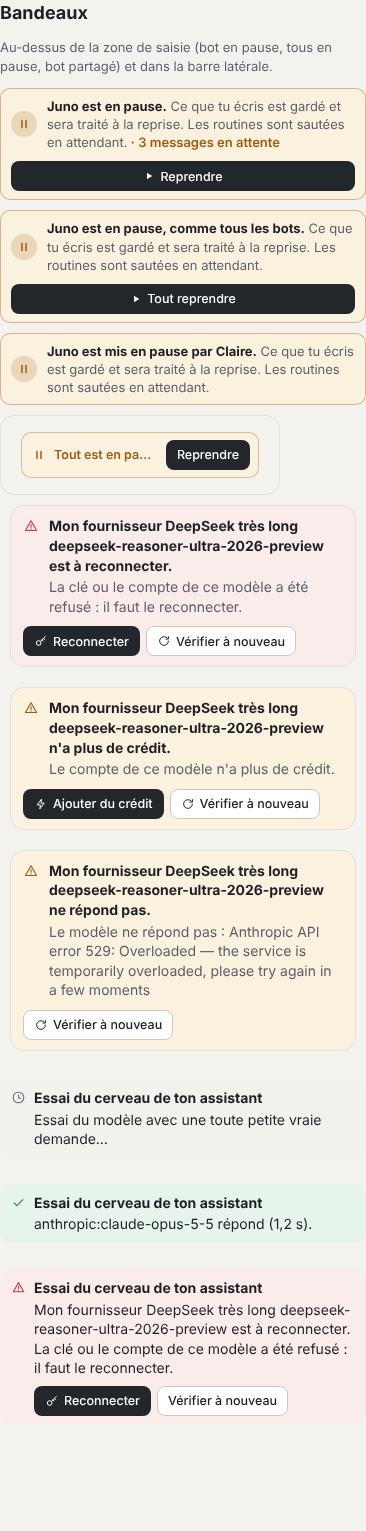 Bandeaux
Au-dessus de la zone de saisie (bot en pause, tous en
pause, bot partagé) et dans la barre latérale.
Juno est en pause. Ce que tu écris est gardé et
sera traité à la reprise. Les routines sont sautées
en attendant. · 3 messages en attente
Reprendre
Juno est en pause, comme tous les bots. Ce que
tu écris est gardé et sera traité à la reprise. Les
routines sont sautées en attendant.
Tout reprendre
Juno est mis en pause par Claire. Ce que tu écris
est gardé et sera traité à la reprise. Les routines
sont sautées en attendant.
Tout est en pa... Reprendre
Mon fournisseur DeepSeek très long
deepseek-reasoner-ultra-2026-preview
est à reconnecter.
La clé ou le compte de ce modèle a été
refusé : il faut le reconnecter.
Reconnecter Vérifier à nouveau
Mon fournisseur DeepSeek très long
deepseek-reasoner-ultra-2026-preview
n'a plus de crédit.
Le compte de ce modèle n'a plus de crédit.
Ajouter du crédit Vérifier à nouveau
Mon fournisseur DeepSeek très long
deepseek-reasoner-ultra-2026-preview
ne répond pas.
Le modèle ne répond pas : Anthropic API
error 529: Overloaded — the service is
temporarily overloaded, please try again in
a few moments
Vérifier à nouveau
Essai du cerveau de ton assistant
Essai du modèle avec une toute petite vraie
demande...
Essai du cerveau de ton assistant
anthropic:claude-opus-5-5 répond (1,2 s).
Essai du cerveau de ton assistant
Mon fournisseur DeepSeek très long deepseek-
reasoner-ultra-2026-preview est à reconnecter.
La clé ou le compte de ce modèle a été refusé :
il faut le reconnecter.
Reconnecter Vérifier à nouveau